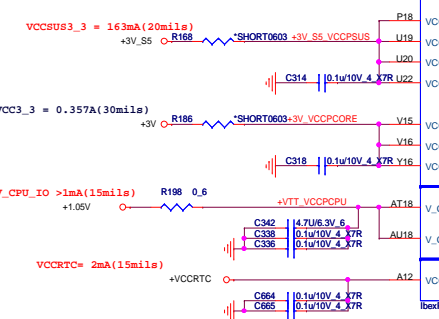 P18
VCCSUS3_3 = 163mA(20mils)
+3V_S5 R168 *SHORT0603 +3V_S5_VCCPSUS U19
U20
C314 0.1u/10V_4_X7R U22
VCC3_3 = 0.357A(30mils)
+3V R186 *SHORT0603 +3V_VCCPCORE V15
V16
C318 0.1u/10V_4_X7R Y16
V_CPU_IO >1mA(15mils)
R198 0_6
+1.05V +VTT_VCCPCPU AT18
C342 4.7U/6.3V_6
C338 0.1u/10V_4_X7R AU18
C336 0.1u/10V_4_X7R
VCCRTC= 2mA(15mils)
+VCCRTC A12
C664 0.1u/10V_4_X7R
C665 0.1u/10V_4_X7R